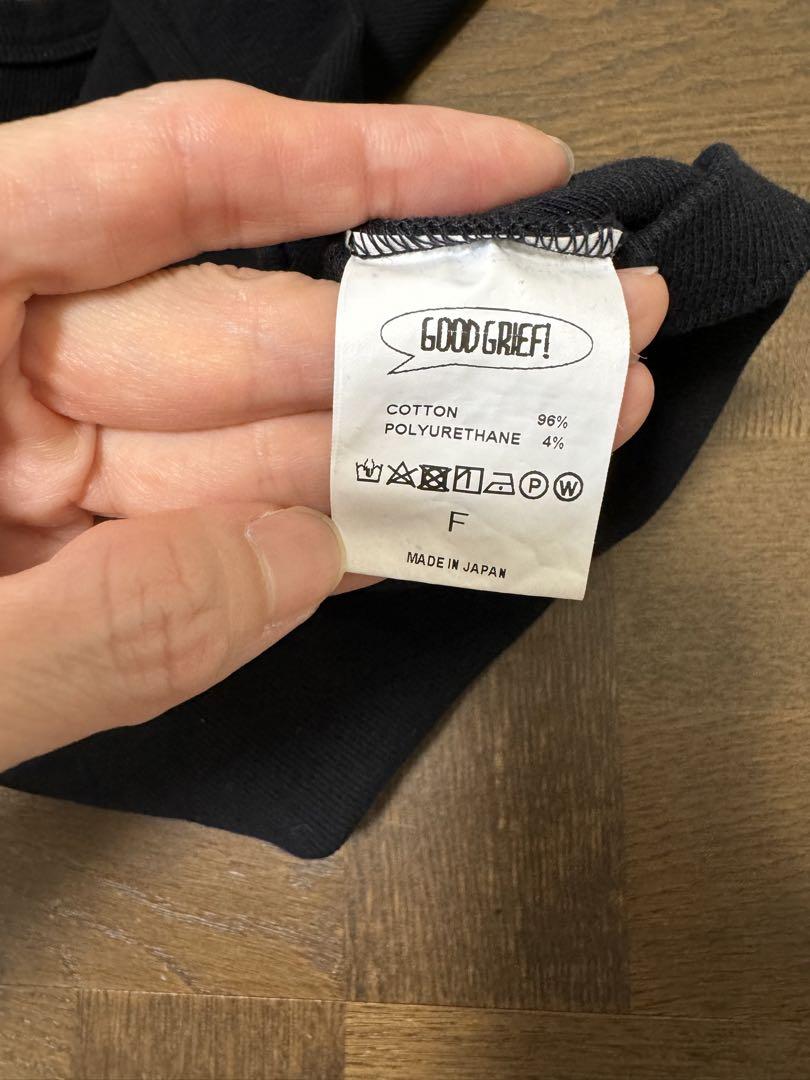 GOOD GRIEF!
COTTON 96%
POLYURETHANE 4%
P W
F
MADE IN JAPAN